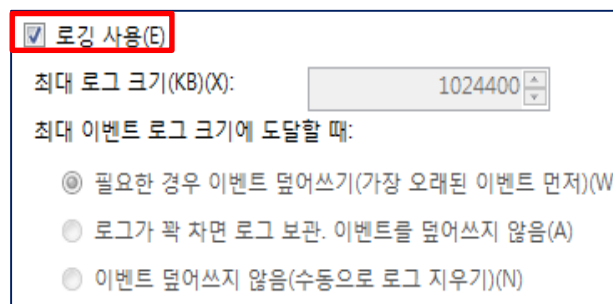 로깅 사용(E)
최대 로그 크기(KB)(X): 1024400
최대 이벤트 로그 크기에 도달할 때:
필요한 경우 이벤트 덮어쓰기(가장 오래된 이벤트 먼저)(W
로그가 꽉 차면 로그 보관. 이벤트를 덮어쓰지 않음(A)
이벤트 덮어쓰지 않음(수동으로 로그 지우기)(N)